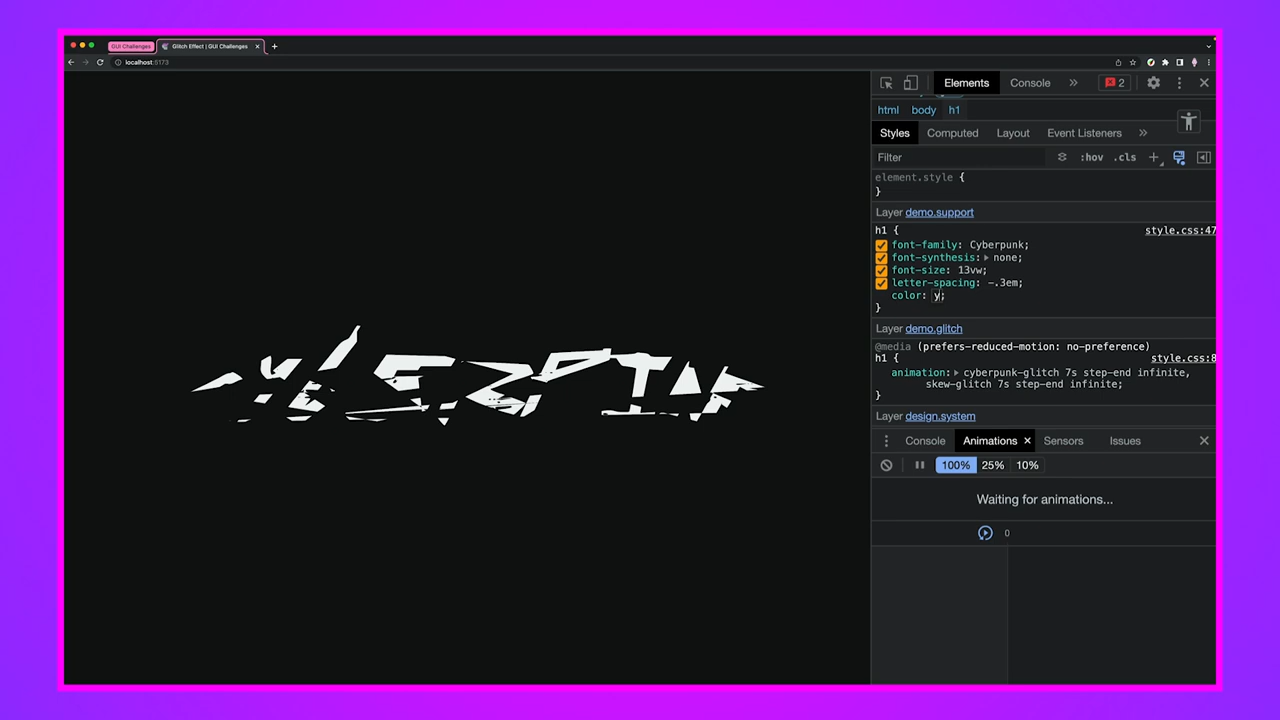 GUI Challenges
Glitch Effect | GUI Challenges
localhost:5173
Elements
Console
2
html
body
h1
Styles
Computed
Layout
Event Listeners
Filter
:hov
.cls
element.style {
}
Layer demo.support
h1 {
style.css:47
font-family: Cyberpunk;
font-synthesis: none;
font-size: 13vw;
letter-spacing: -.3em;
color: y;
}
Layer demo.glitch
@media (prefers-reduced-motion: no-preference)
h1 {
style.css:8
animation: cyberpunk-glitch 7s step-end infinite,
skew-glitch 7s step-end infinite;
}
Layer design.system
Console
Animations
Sensors
Issues
100%
25%
10%
Waiting for animations...
0